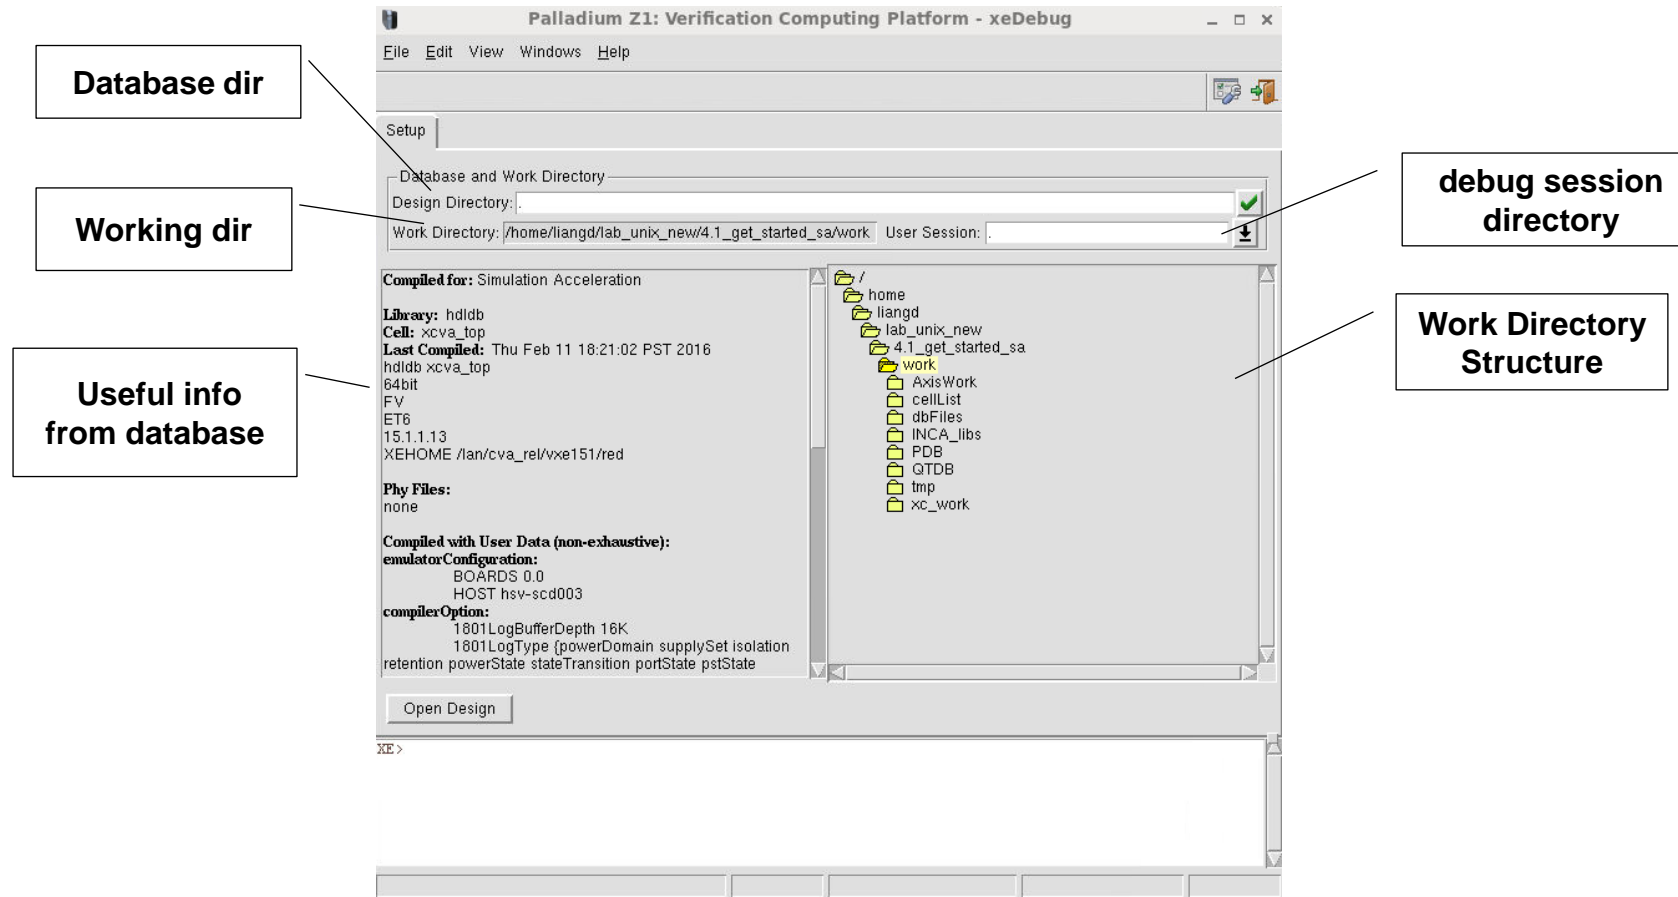 Palladium Z1: Verification Computing Platform - xeDebug
File Edit View Windows Help
Database dir
Setup
Database and Work Directory
Design Directory: .
Work Directory: /home/liangd/lab_unix_new/4.1_get_started_sa/work User Session: .
debug session
directory
Working dir
Compiled for: Simulation Acceleration
Library: hdldb
Cell: xcva_top
Last Compiled: Thu Feb 11 18:21:02 PST 2016
hdldb xcva_top
64bit
FV
ET6
15.1.1.13
XEHOME /lan/cva_rel/vxe151/red
Phy Files:
none
Compiled with User Data (non-exhaustive):
emulatorConfiguration:
BOARDS 0.0
HOST hsv-scd003
compilerOption:
1801LogBufferDepth 16K
1801LogType {powerDomain supplySet isolation
retention powerState stateTransition portState pstState
Useful info
from database
/
home
liangd
lab_unix_new
4.1_get_started_sa
work
AxisWork
cellList
dbFiles
INCA_libs
PDB
QTDB
tmp
xc_work
Work Directory
Structure
Open Design
XE>